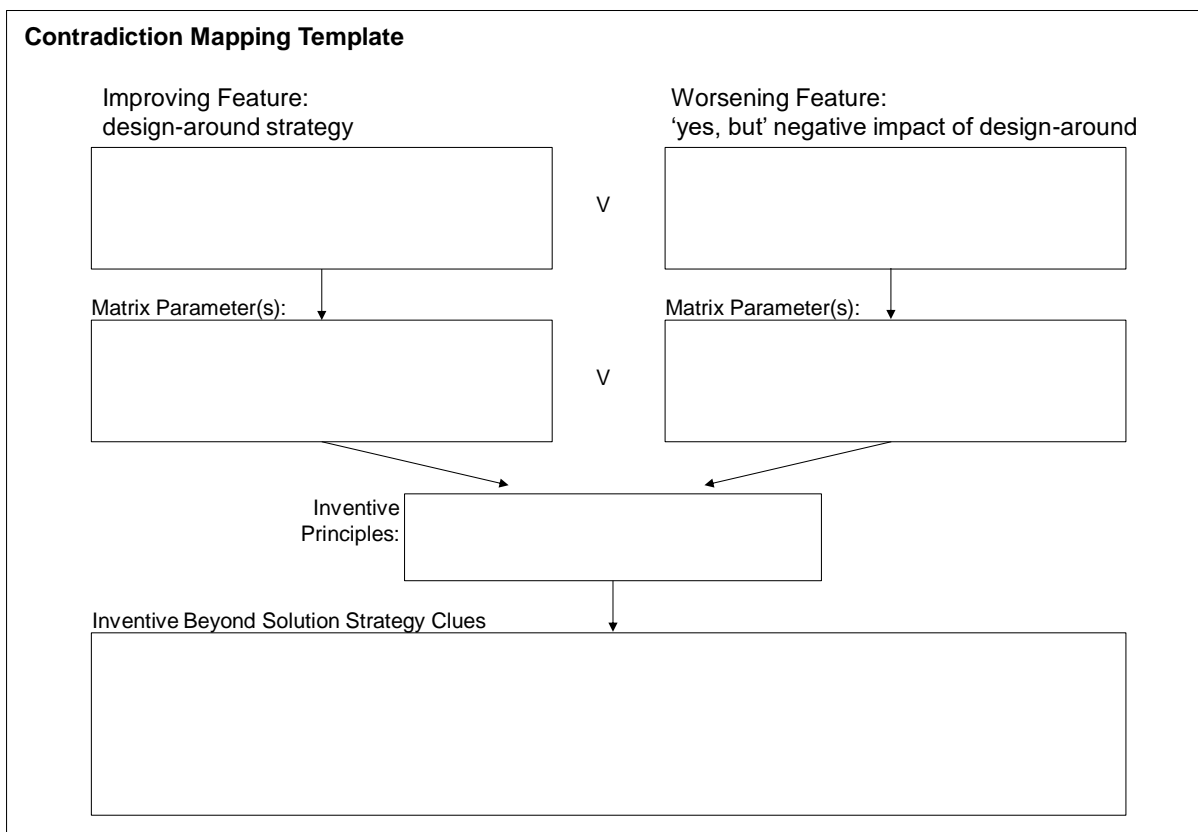 Contradiction Mapping Template
Improving Feature:
design-around strategy
Worsening Feature:
‘yes, but’ negative impact of design-around
V
Matrix Parameter(s):
Matrix Parameter(s):
V
Inventive
Principles:
Inventive Beyond Solution Strategy Clues